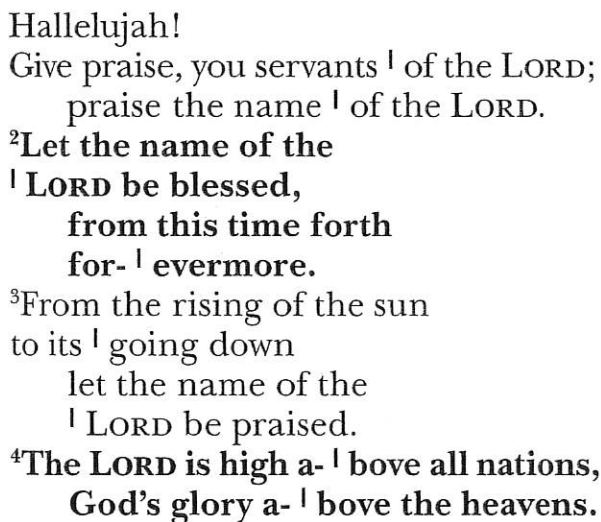 Hallelujah!
Give praise, you servants | of the LORD;
praise the name | of the LORD.
²Let the name of the
| LORD be blessed,
from this time forth
for- | evermore.
³From the rising of the sun
to its | going down
let the name of the
| LORD be praised.
⁴The LORD is high a- | bove all nations,
God's glory a- | bove the heavens.